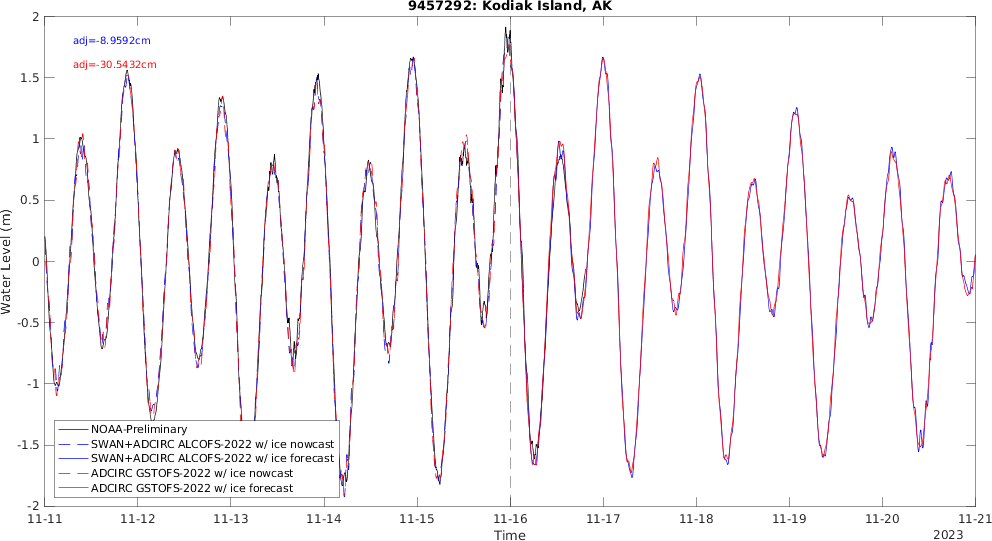 9457292: Kodiak Island, AK
adj=-8.9592cm
adj=-30.5432cm
Water Level (m)
2
1.5
1
0.5
0
-0.5
-1
-1.5
-2
NOAA-Preliminary
SWAN+ADCIRC ALCOFS-2022 w/ ice nowcast
SWAN+ADCIRC ALCOFS-2022 w/ ice forecast
ADCIRC GSTOFS-2022 w/ ice nowcast
ADCIRC GSTOFS-2022 w/ ice forecast
11-11 11-12 11-13 11-14 11-15 11-16 11-17 11-18 11-19 11-20 11-21
Time
2023